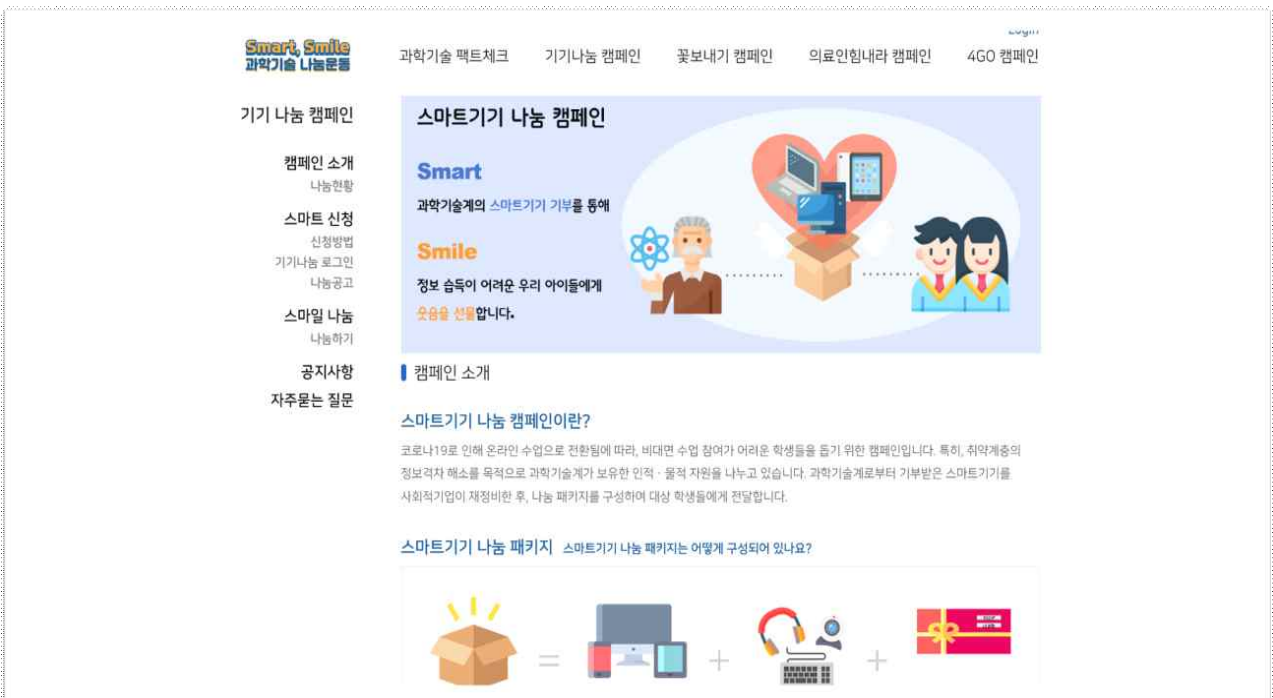 Login
Smart, Smile
과학기술 나눔운동
과학기술 팩트체크 기기나눔 캠페인 꽃보내기 캠페인 의료인힘내라 캠페인 4GO 캠페인
기기 나눔 캠페인
캠페인 소개
나눔현황
스마트 신청
신청방법
기기나눔 로그인
나눔공고
스마일 나눔
나눔하기
공지사항
자주묻는 질문
스마트기기 나눔 캠페인
Smart
과학기술계의 스마트기기 기부를 통해
Smile
정보 습득이 어려운 우리 아이들에게
웃음을 선물합니다.
캠페인 소개
스마트기기 나눔 캠페인이란?
코로나19로 인해 온라인 수업으로 전환됨에 따라, 비대면 수업 참여가 어려운 학생들을 돕기 위한 캠페인입니다. 특히, 취약계층의
정보격차 해소를 목적으로 과학기술계가 보유한 인적 · 물적 자원을 나누고 있습니다. 과학기술계로부터 기부받은 스마트기기를
사회적기업이 재정비한 후, 나눔 패키지를 구성하여 대상 학생들에게 전달합니다.
스마트기기 나눔 패키지 스마트기기 나눔 패키지는 어떻게 구성되어 있나요?
= + +